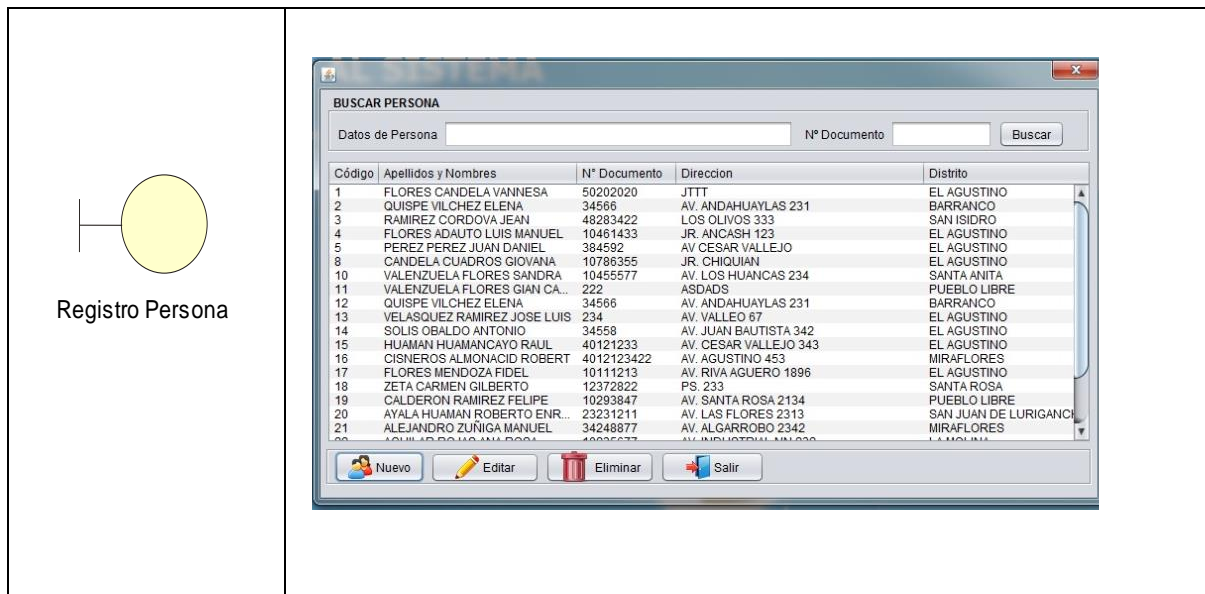 Registro Persona
AL SISTEMA
BUSCAR PERSONA
Datos de Persona Nº Documento Buscar
Código Apellidos y Nombres N° Documento Direccion Distrito
1 FLORES CANDELA VANNESA 50202020 JTTT EL AGUSTINO
2 QUISPE VILCHEZ ELENA 34566 AV. ANDAHUAYLAS 231 BARRANCO
3 RAMIREZ CORDOVA JEAN 48283422 LOS OLIVOS 333 SAN ISIDRO
4 FLORES ADAUTO LUIS MANUEL 10461433 JR. ANCASH 123 EL AGUSTINO
5 PEREZ PEREZ JUAN DANIEL 384592 AV CESAR VALLEJO EL AGUSTINO
8 CANDELA CUADROS GIOVANA 10786355 JR. CHIQUIAN EL AGUSTINO
10 VALENZUELA FLORES SANDRA 10455577 AV. LOS HUANCAS 234 SANTA ANITA
11 VALENZUELA FLORES GIAN CA... 222 ASDADS PUEBLO LIBRE
12 QUISPE VILCHEZ ELENA 34566 AV. ANDAHUAYLAS 231 BARRANCO
13 VELASQUEZ RAMIREZ JOSE LUIS 234 AV. VALLEO 67 EL AGUSTINO
14 SOLIS OBALDO ANTONIO 34558 AV. JUAN BAUTISTA 342 EL AGUSTINO
15 HUAMAN HUAMANCAYO RAUL 40121233 AV. CESAR VALLEJO 343 EL AGUSTINO
16 CISNEROS ALMONACID ROBERT 4012123422 AV. AGUSTINO 453 MIRAFLORES
17 FLORES MENDOZA FIDEL 10111213 AV. RIVA AGUERO 1896 EL AGUSTINO
18 ZETA CARMEN GILBERTO 12372822 PS. 233 SANTA ROSA
19 CALDERON RAMIREZ FELIPE 10293847 AV. SANTA ROSA 2134 PUEBLO LIBRE
20 AYALA HUAMAN ROBERTO ENR... 23231211 AV. LAS FLORES 2313 SAN JUAN DE LURIGANCH
21 ALEJANDRO ZUÑIGA MANUEL 34248877 AV. ALGARROBO 2342 MIRAFLORES
Nuevo Editar Eliminar Salir